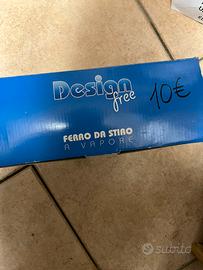 Design
free
10€
FERRO DA STIRO
A VAPORE
subito